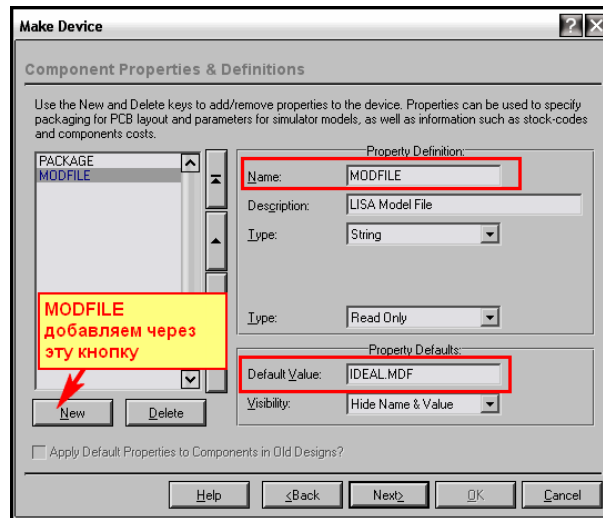 Make Device
Component Properties & Definitions
Use the New and Delete keys to add/remove properties to the device. Properties can be used to specify
packaging for PCB layout and parameters for simulator models, as well as information such as stock-codes
and components costs.
PACKAGE
MODFILE
Property Definition:
Name: MODFILE
Description: LISA Model File
Type: String
Type: Read Only
MODFILE
добавляем через
эту кнопку
Property Defaults:
Default Value: IDEAL.MDF
Visibility: Hide Name & Value
New Delete
Apply Default Properties to Components in Old Designs?
Help <Back Next> OK Cancel